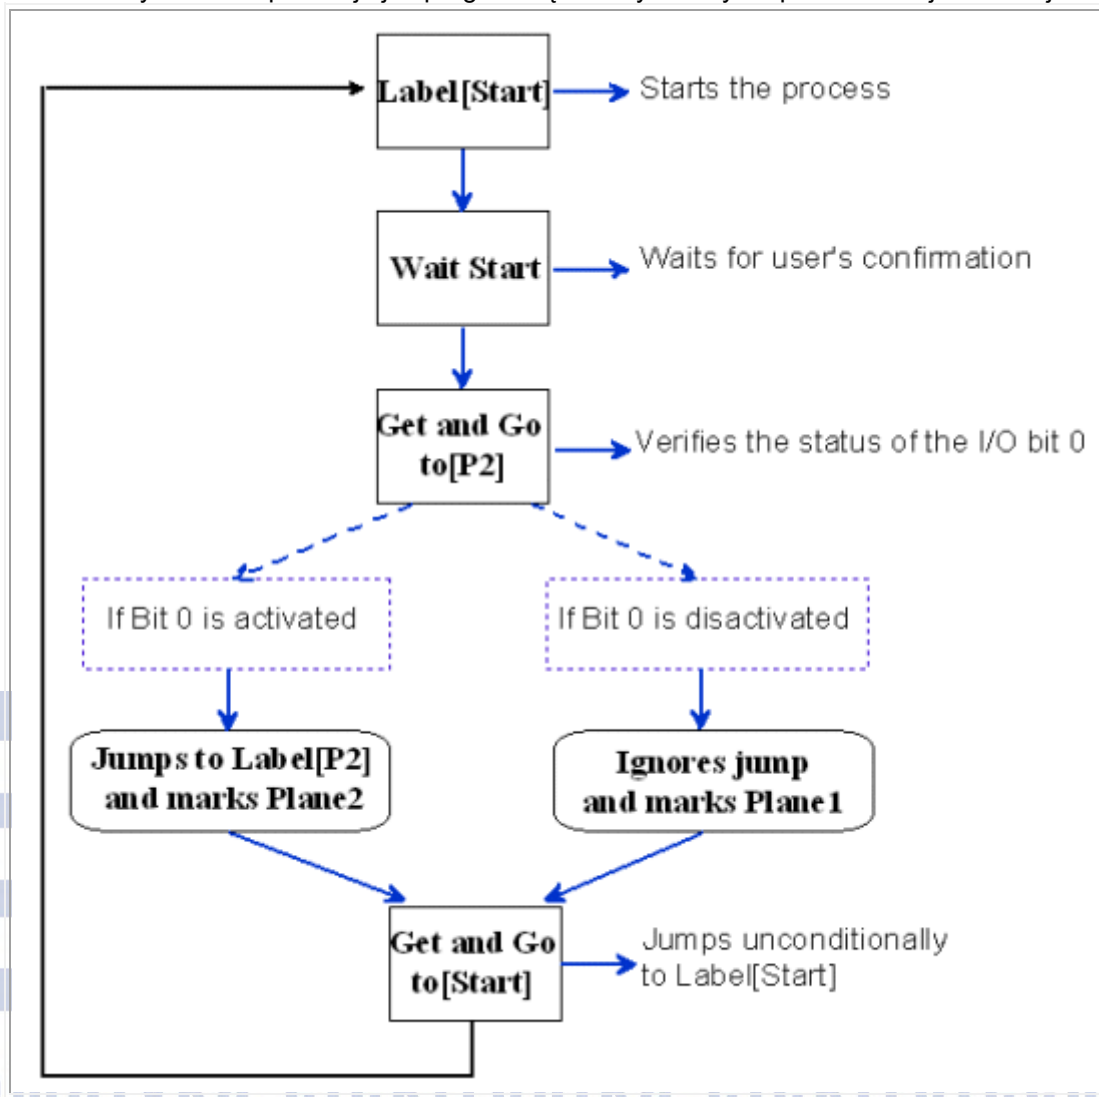 Label[Start]
Starts the process
Wait Start
Waits for user's confirmation
Get and Go
to[P2]
Verifies the status of the I/O bit 0
If Bit 0 is activated
If Bit 0 is disactivated
Jumps to Label[P2]
and marks Plane2
Ignores jump
and marks Plane1
Get and Go
to[Start]
Jumps unconditionally
to Label[Start]